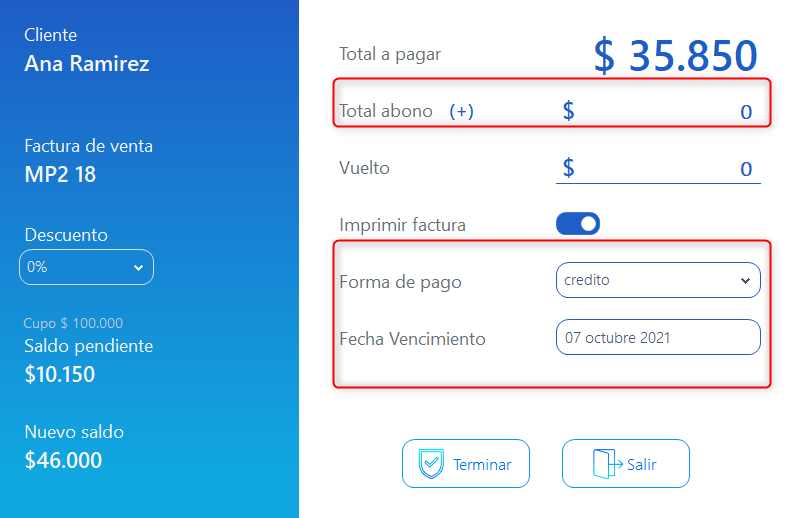 Cliente
Ana Ramirez
Factura de venta
MP2 18
Descuento
0%
Cupo $ 100.000
Saldo pendiente
$10.150
Nuevo saldo
$46.000
Total a pagar $ 35.850
Total abono (+) $ 0
Vuelto $ 0
Imprimir factura
Forma de pago credito
Fecha Vencimiento 07 octubre 2021
Terminar Salir